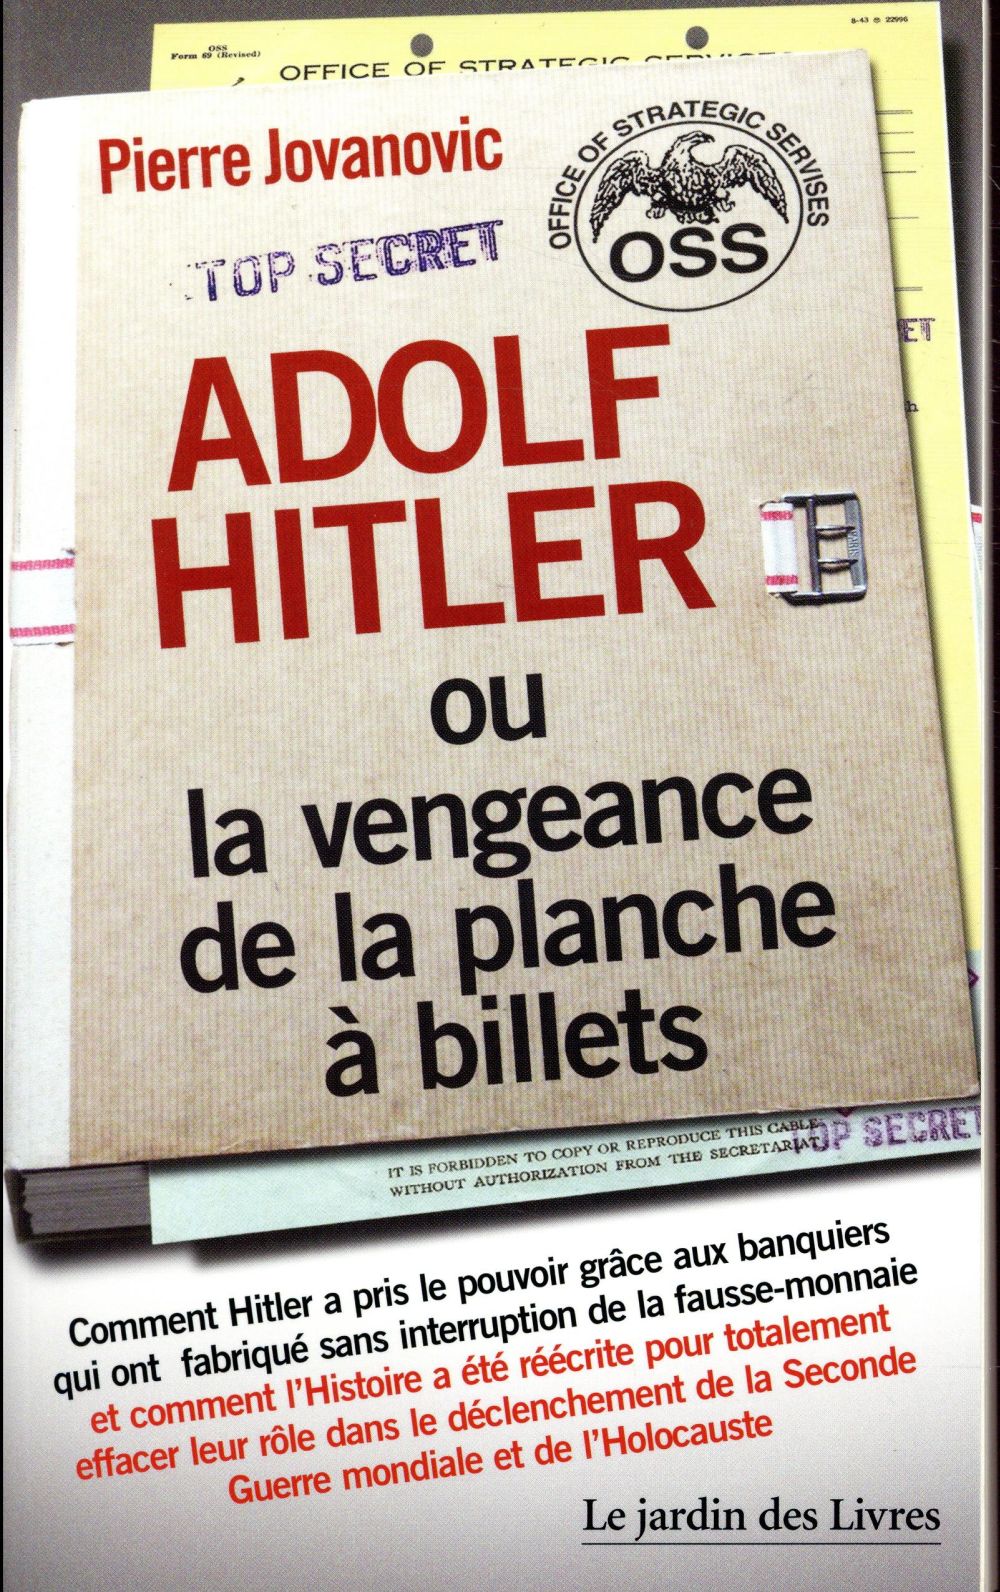 8-43 22996
OSS
Form 69 (Revised)
OFFICE OF STRATEGIC SERVICES
Pierre Jovanovic
OFFICE OF STRATEGIC SERVISES
OSS
TOP SECRET
ET
ADOLF
h
HITLER
ou
la vengeance
de la planche
à billets
TOP SECRET
IT IS FORBIDDEN TO COPY OR REPRODUCE THIS CABLE
WITHOUT AUTHORIZATION FROM THE SECRETARIAT
Comment Hitler a pris le pouvoir grâce aux banquiers
qui ont fabriqué sans interruption de la fausse-monnaie
et comment l'Histoire a été réécrite pour totalement
effacer leur rôle dans le déclenchement de la Seconde
Guerre mondiale et de l'Holocauste
Le jardin des Livres